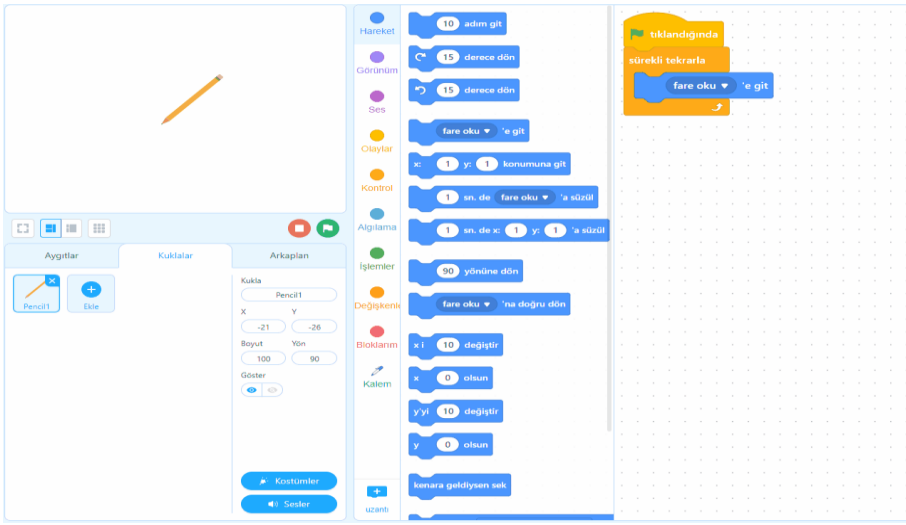 Hareket
Görünüm
Ses
Olaylar
Kontrol
Algılama
İşlemler
Değişkenle
Bloklarım
Kalem
uzantı
10 adım git
15 derece dön
15 derece dön
fare oku 'e git
x: 1 y: 1 konumuna git
1 sn. de fare oku 'a süzül
1 sn. de x: 1 y: 1 'a süzül
90 yönüne dön
fare oku 'na doğru dön
x i 10 değiştir
x 0 olsun
y'yi 10 değiştir
y 0 olsun
kenara geldiysen sek
tıklandığında
sürekli tekrarla
fare oku 'e git
Aygıtlar Kuklalar Arkaplan
Pencil1 Ekle
Kukla
Pencil1
X Y
-21 -26
Boyut Yön
100 90
Göster
Kostümler
Sesler